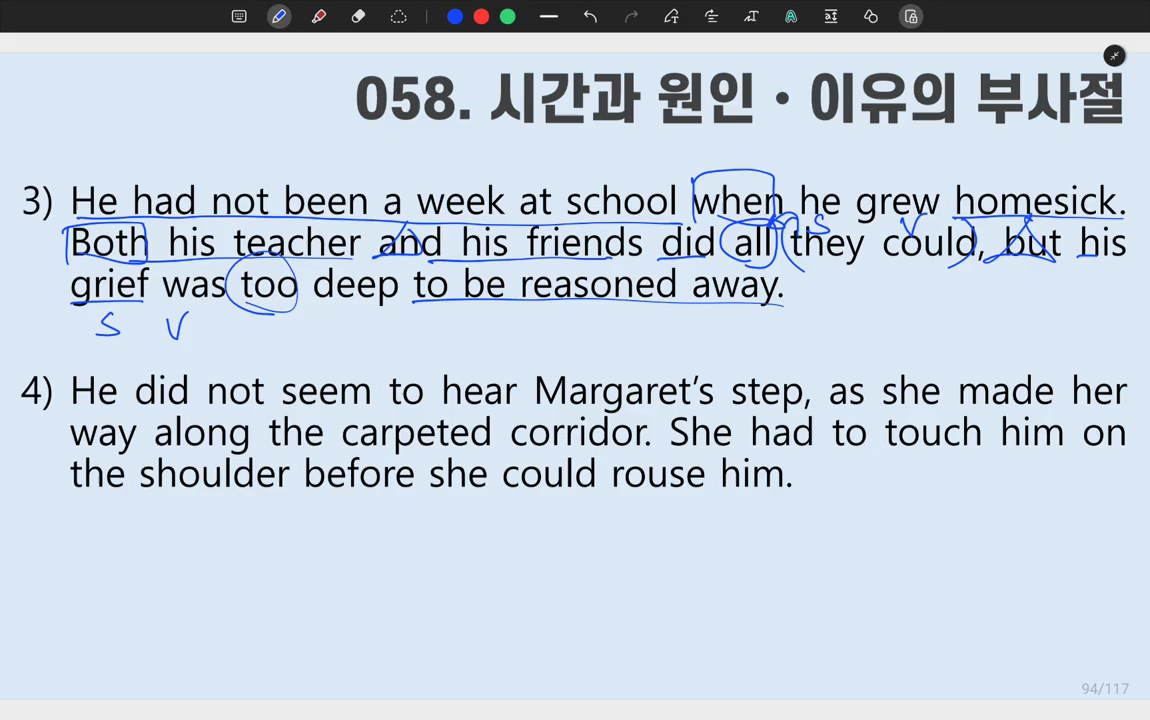 058. 시간과 원인 · 이유의 부사절
3) He had not been a week at school when he grew homesick.
Both his teacher and his friends did all they could, but his
grief was too deep to be reasoned away.
s v
s v
4) He did not seem to hear Margaret's step, as she made her
way along the carpeted corridor. She had to touch him on
the shoulder before she could rouse him.
94/117